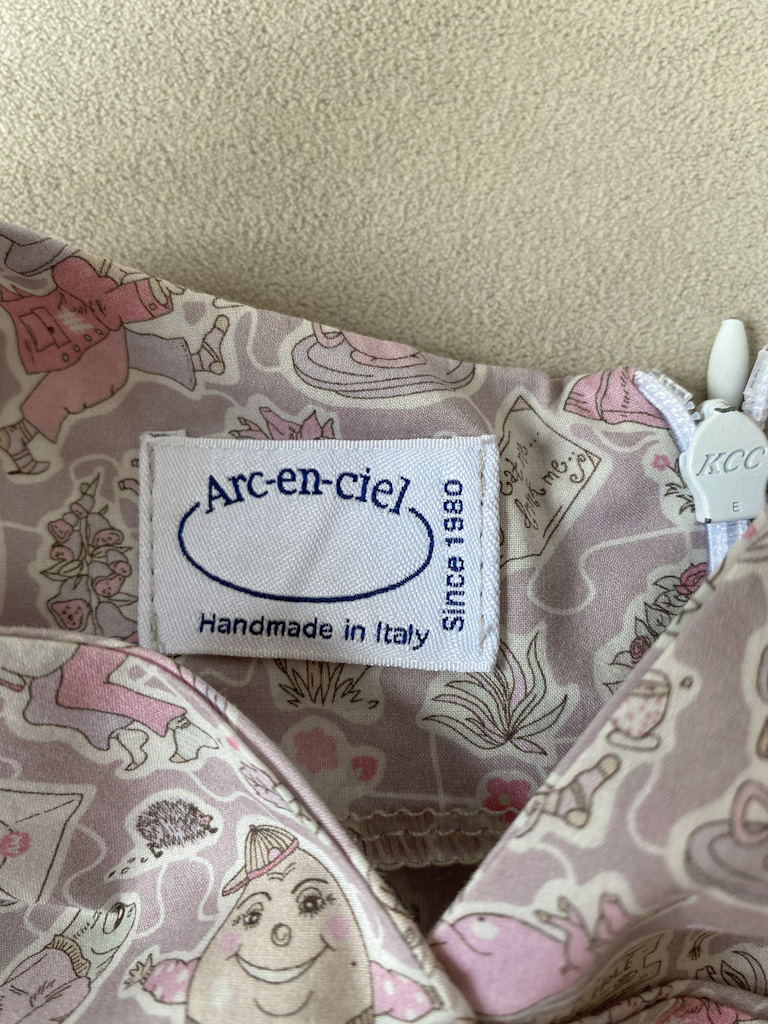 Arc-en-ciel
Handmade in Italy
Since 1980
KCC
E